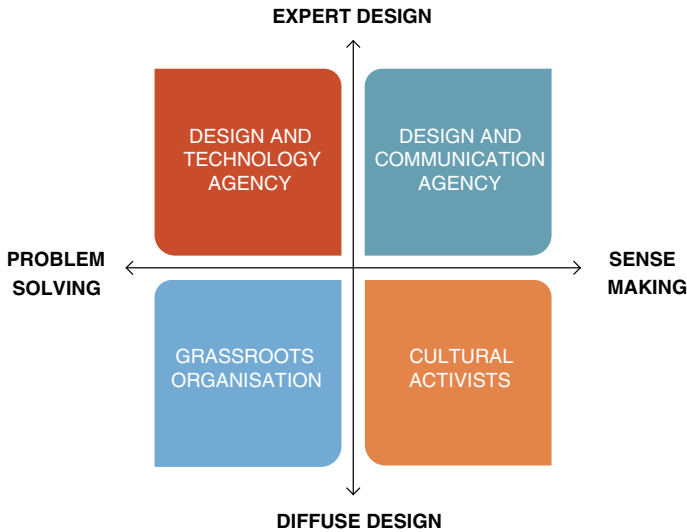 EXPERT DESIGN
DESIGN AND
TECHNOLOGY
AGENCY
DESIGN AND
COMMUNICATION
AGENCY
PROBLEM
SOLVING
SENSE
MAKING
GRASSROOTS
ORGANISATION
CULTURAL
ACTIVISTS
DIFFUSE DESIGN